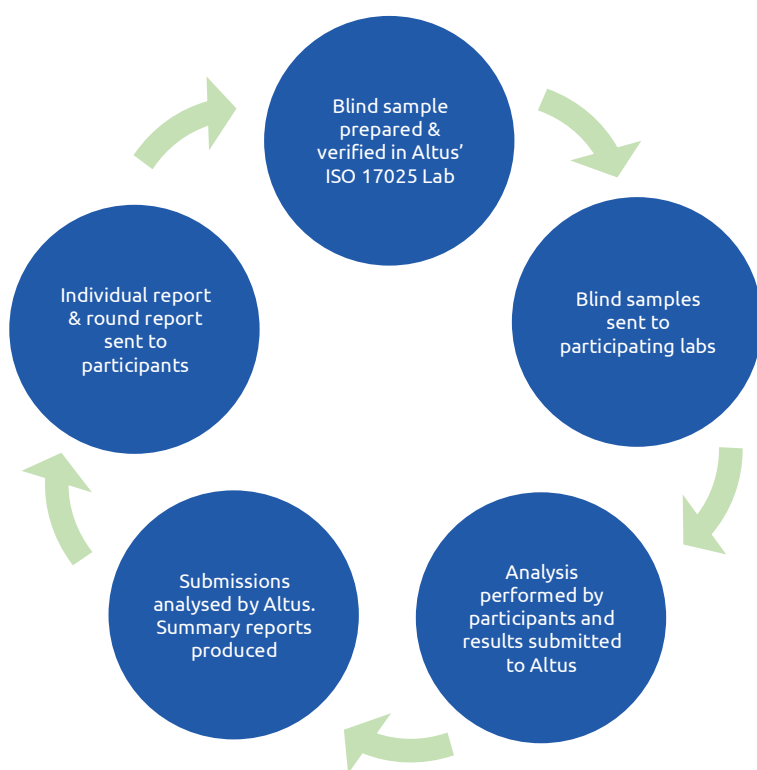 Blind sample
prepared &
verified in Altus’
ISO 17025 Lab
Blind samples
sent to
participating labs
Analysis
performed by
participants and
results submitted
to Altus
Submissions
analysed by Altus.
Summary reports
produced
Individual report
& round report
sent to
participants